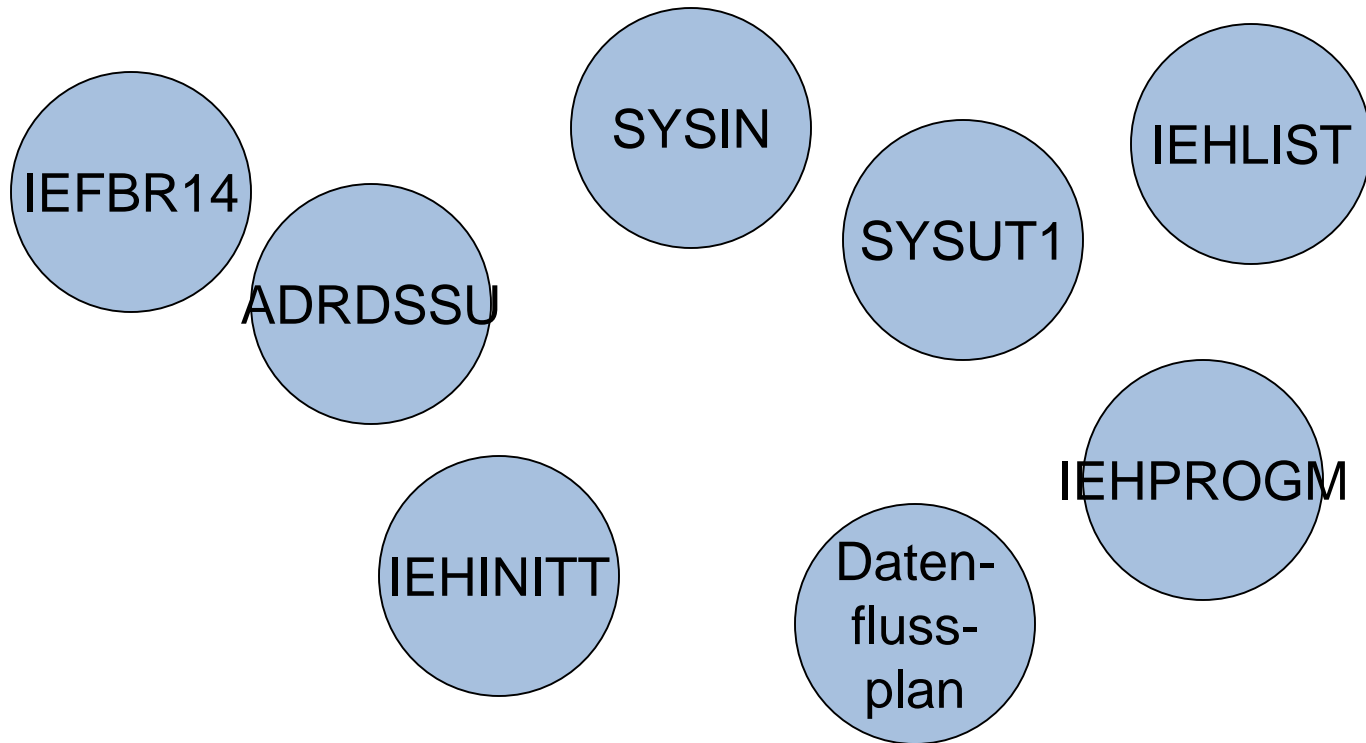 SYSIN
IEHLIST
IEFBR14
SYSUT1
ADRDSSU
IEHPROGM
IEHINITT
Daten-
fluss-
plan